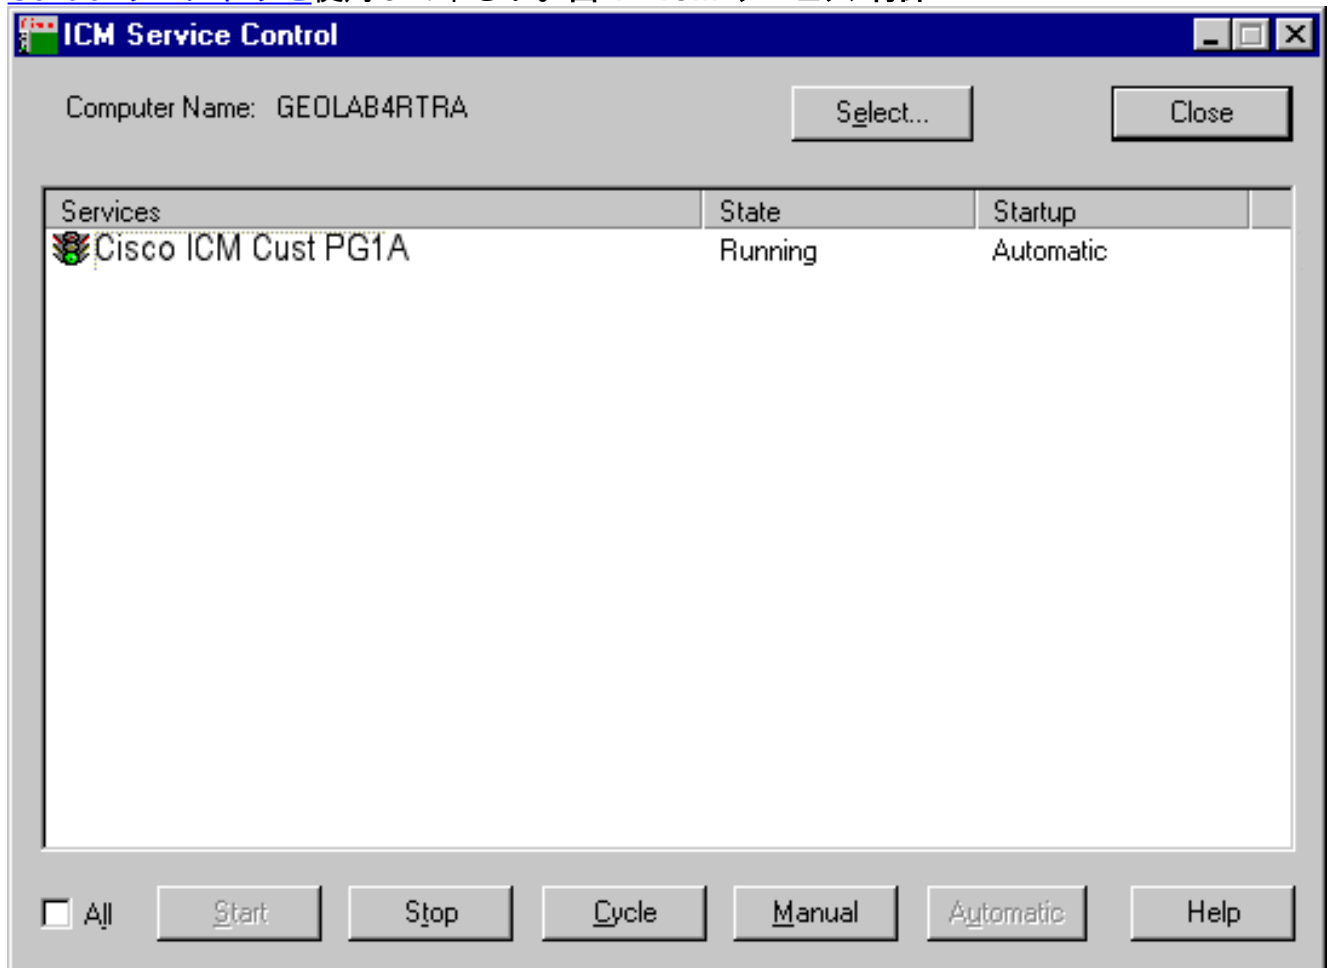 ICM Service Control
Computer Name: GEOLAB4RTRA
Select...
Close
Services State Startup
Cisco ICM Cust PG1A Running Automatic
All Start Stop Cycle Manual Automatic Help